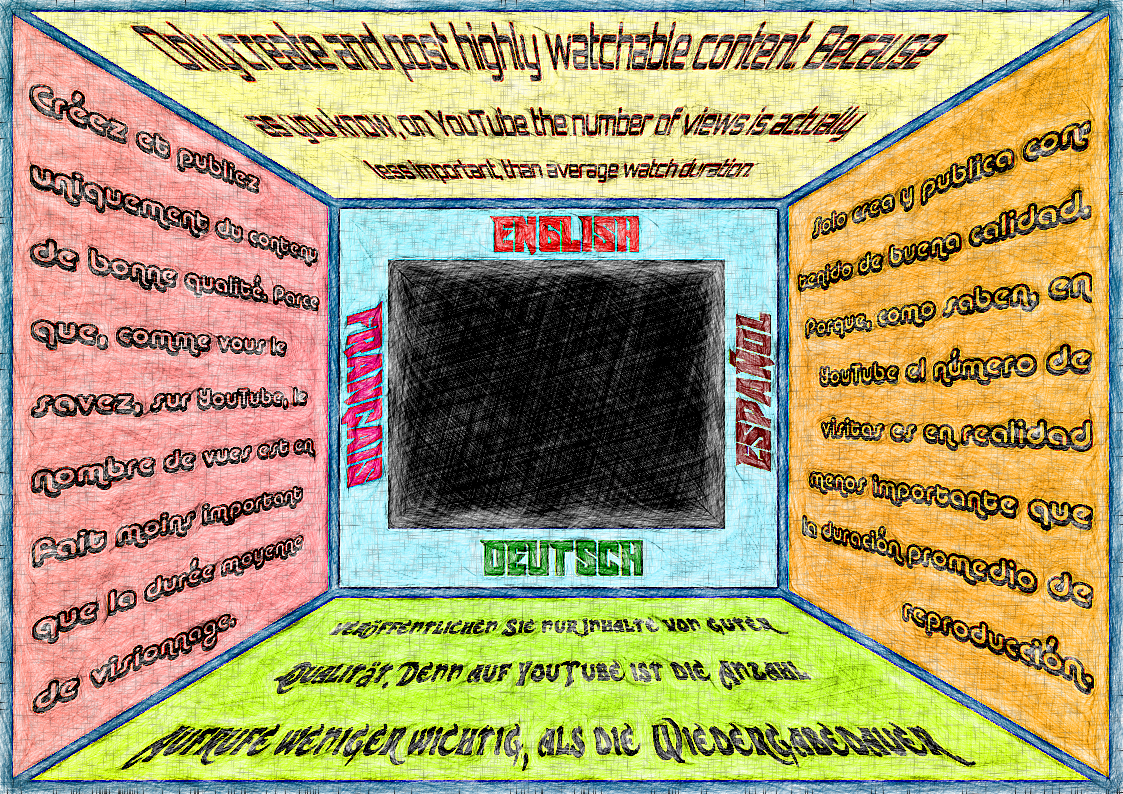 Only create and post highly watchable content. Because
as you know, on YouTube the number of views is actually
less important than average watch duration.
Créez et publiez
uniquement du contenu
de bonne qualité. Parce
que, comme vous le
savez, sur YouTube, le
nombre de vues est en
fait moins important
que la durée moyenne
de visionnage.
ENGLISH
FRANÇAIS
ESPAÑOL
DEUTSCH
Solo crea y publica con-
tenido de buena calidad.
Porque, como saben, en
YouTube el número de
visitas es en realidad
menos importante que
la duración promedio de
reproducción.
Veröffentlichen Sie nur Inhalte von guter
Qualität. Denn auf YouTube ist die Anzahl
Aufrufe weniger wichtig, als die Wiedergabedauer